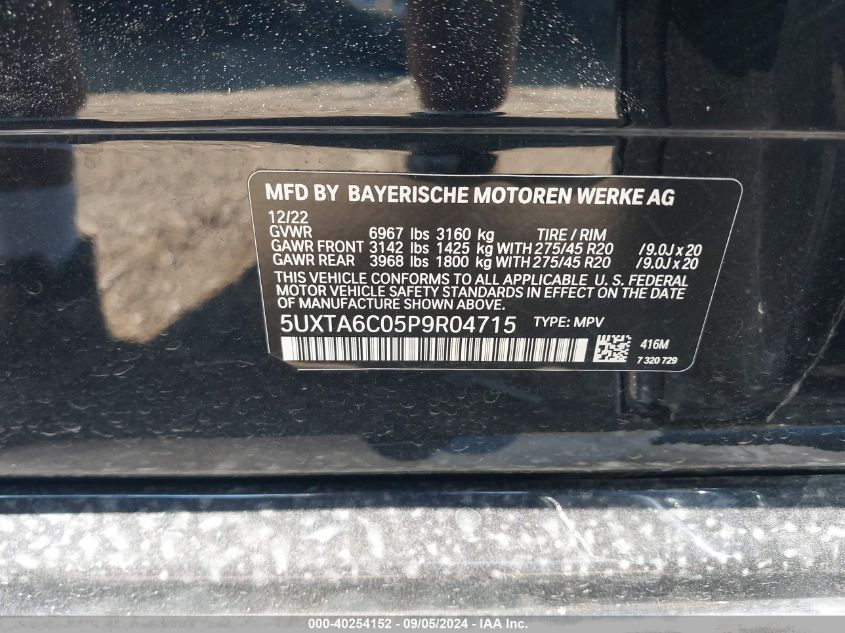 MFD BY BAYERISCHE MOTOREN WERKE AG
12/22
GVWR 6967 lbs 3160 kg TIRE / RIM
GAWR FRONT 3142 lbs 1425 kg WITH 275/45 R20 /9.0J x 20
GAWR REAR 3968 lbs 1800 kg WITH 275/45 R20 /9.0J x 20
THIS VEHICLE CONFORMS TO ALL APPLICABLE U. S. FEDERAL
MOTOR VEHICLE SAFETY STANDARDS IN EFFECT ON THE DATE
OF MANUFACTURE SHOWN ABOVE.
5UXTA6C05P9R04715 TYPE: MPV
416M
7 320 729
000-40254152 - 09/05/2024 - IAA Inc.